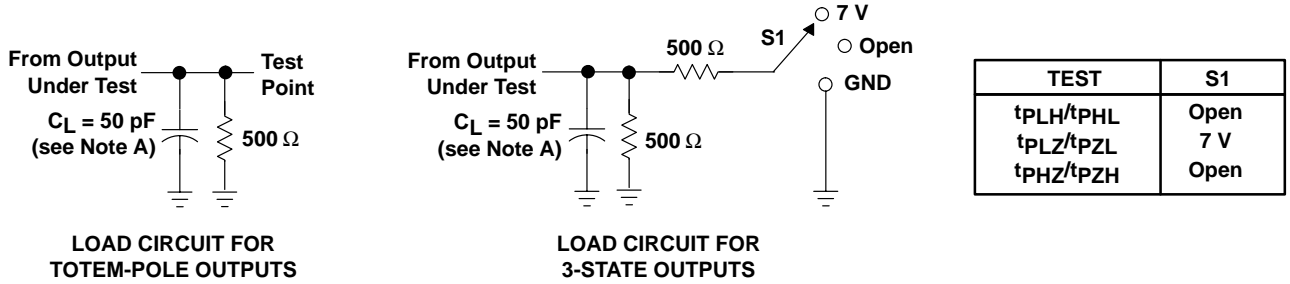 From Output
Under Test
Test
Point
CL = 50 pF
(see Note A)
500 Ω
LOAD CIRCUIT FOR
TOTEM-POLE OUTPUTS
From Output
Under Test
500 Ω
S1
7 V
Open
GND
CL = 50 pF
(see Note A)
500 Ω
LOAD CIRCUIT FOR
3-STATE OUTPUTS
TEST S1
tPLH/tPHL Open
tPLZ/tPZL 7 V
tPHZ/tPZH Open